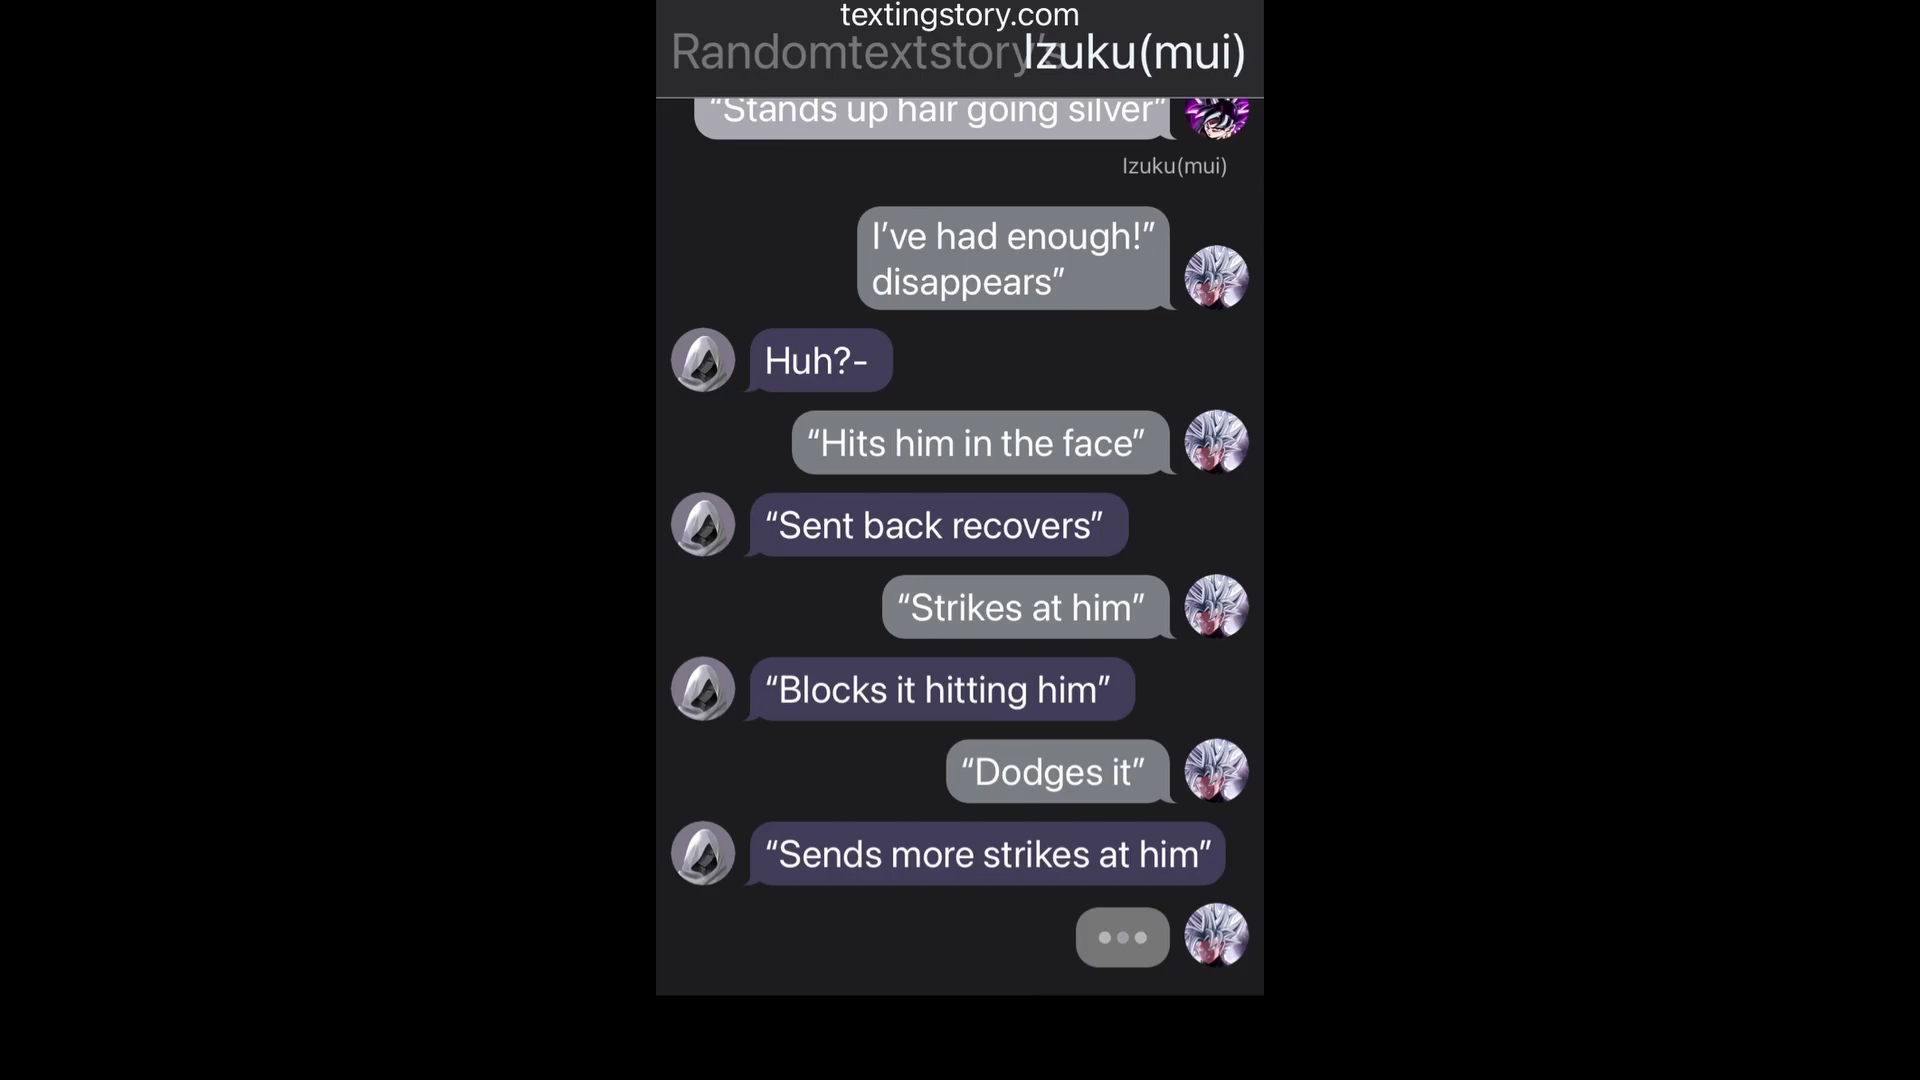 textingstory.com
Randomtextstory's Izuku(mui)
“Stands up hair going silver”
Izuku(mui)
I’ve had enough!”
disappears”
Huh?-
“Hits him in the face”
“Sent back recovers”
“Strikes at him”
“Blocks it hitting him”
“Dodges it”
“Sends more strikes at him”